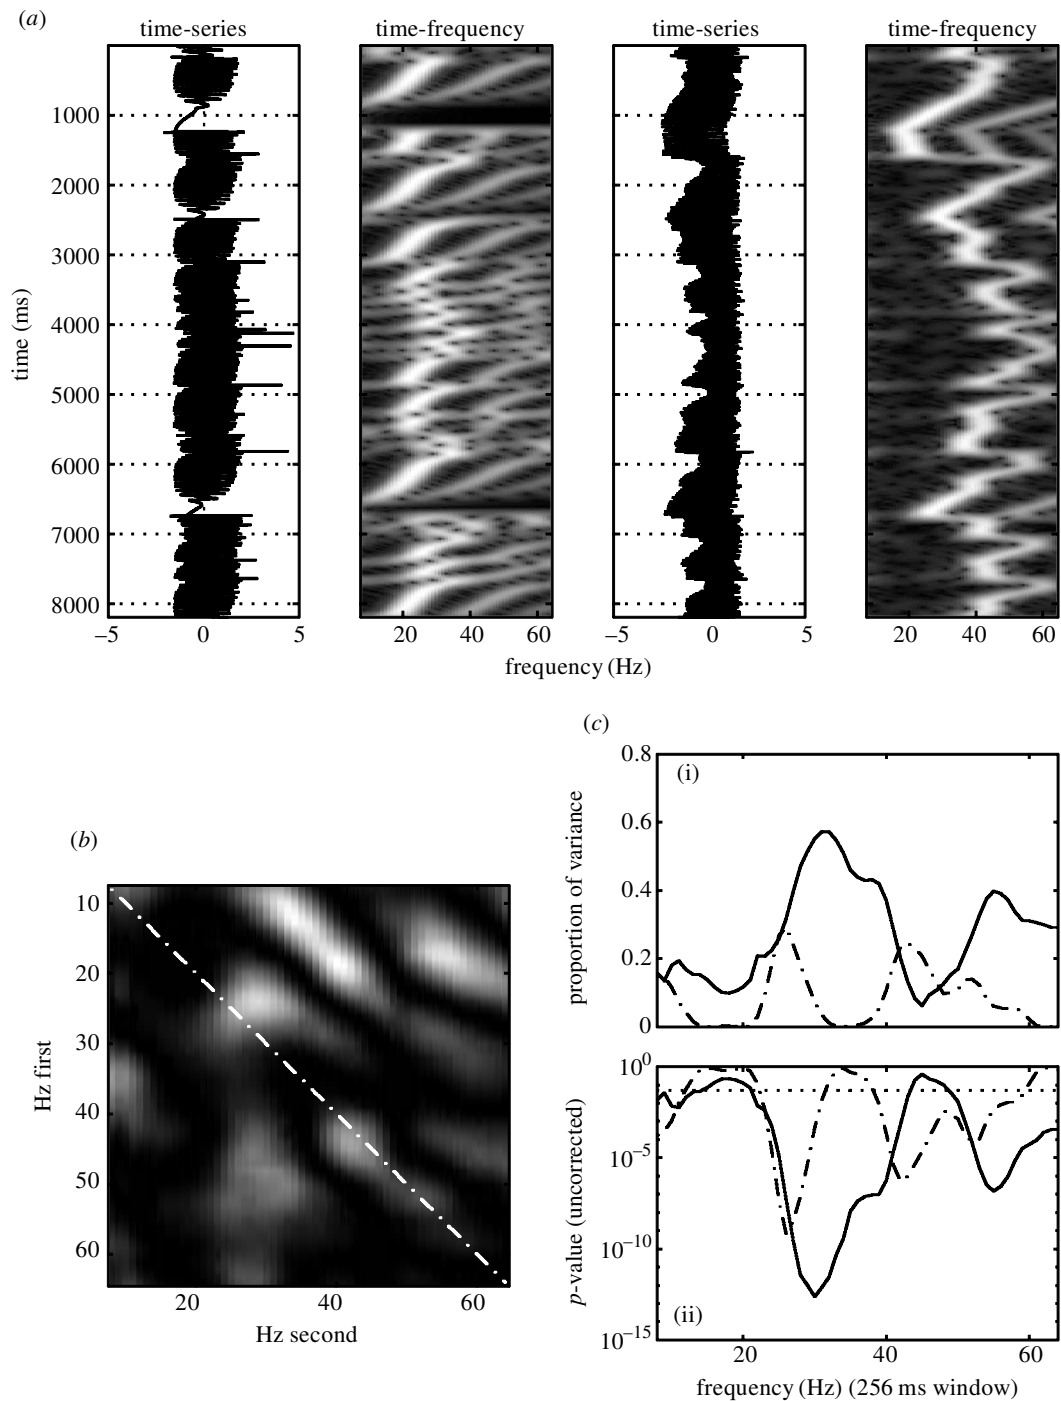 (a)
time-series
time-frequency
time-series
time-frequency
time (ms)
1000
2000
3000
4000
5000
6000
7000
8000
–5 0 5
20 40 60
–5 0 5
20 40 60
frequency (Hz)
(b)
Hz first
10
20
30
40
50
60
20 40 60
Hz second
(c)
(i)
proportion of variance
0.8
0.6
0.4
0.2
0
(ii)
p-value (uncorrected)
10⁰
10⁻⁵
10⁻¹⁰
10⁻¹⁵
20 40 60
frequency (Hz) (256 ms window)